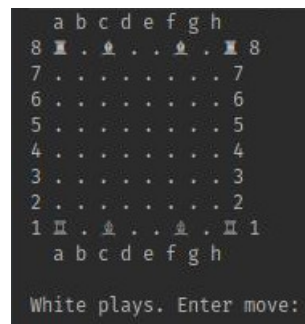 a b c d e f g h
8 ♜ . ♝ . . ♝ . ♜ 8
7 . . . . . . . . 7
6 . . . . . . . . 6
5 . . . . . . . . 5
4 . . . . . . . . 4
3 . . . . . . . . 3
2 . . . . . . . . 2
1 ♖ . ♗ . . ♗ . ♖ 1
a b c d e f g h
White plays. Enter move: